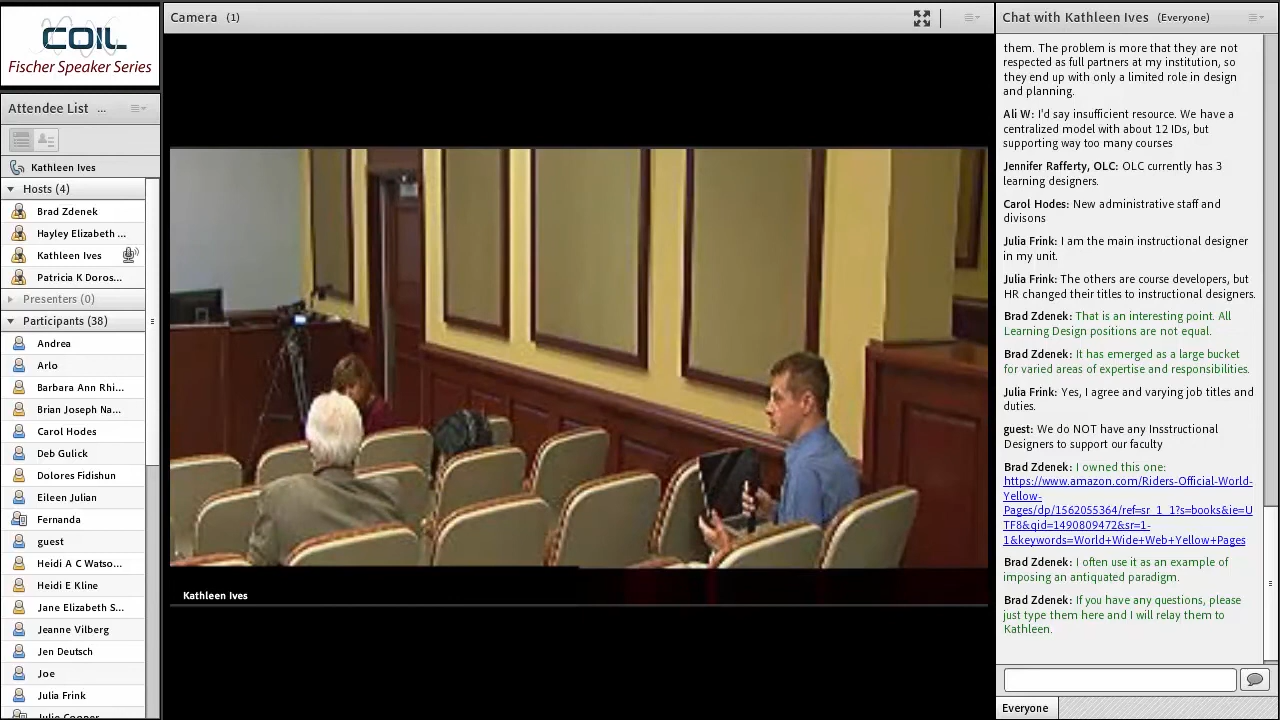 COIL
Fischer Speaker Series
Attendee List ...
Kathleen Ives
Hosts (4)
Brad Zdenek
Hayley Elizabeth ...
Kathleen Ives
Patricia K Doros...
Presenters (0)
Participants (38)
Andrea
Arlo
Barbara Ann Rhi...
Brian Joseph Na...
Carol Hodes
Deb Gulick
Dolores Fidishun
Eileen Julian
Fernanda
guest
Heidi A C Watso...
Heidi E Kline
Jane Elizabeth S...
Jeanne Vilberg
Jen Deutsch
Joe
Julia Frink
Julie Cooper
Camera (1)
Kathleen Ives
Chat with Kathleen Ives (Everyone)
them. The problem is more that they are not
respected as full partners at my institution, so
they end up with only a limited role in design
and planning.
Ali W: I'd say insufficient resource. We have a
centralized model with about 5 IDs, but
supporting way too many courses
Jennifer Rafferty, OLC: OLC currently has 3
learning designers.
Carol Hodes: New administrative staff and
divisons
Julia Frink: I am the main instructional designer
in my unit.
Julia Frink: The others are course developers, but
HR changed their titles to instructional designers.
Brad Zdenek: That is an interesting point. All
Learning Design positions are not equal.
Brad Zdenek: It has emerged as a large bucket
for varied areas of expertise and responsibilities.
Julia Frink: Yes, I agree and varying job titles and
duties.
guest: We do NOT have any Insstructional
Designers to support our faculty
Brad Zdenek: I owned this one:
https://www.amazon.com/Riders-Official-World-
Yellow-
Pages/dp/1562055364/ref=sr_1_1?s=books&ie=U
TF8&qid=1490809472&sr=1-
1&keywords=World+Wide+Web+Yellow+Pages
Brad Zdenek: I often use it as an example of
imposing an antiquated paradigm.
Brad Zdenek: If you have any questions, please
just type them here and I will relay them to
Kathleen.
Everyone